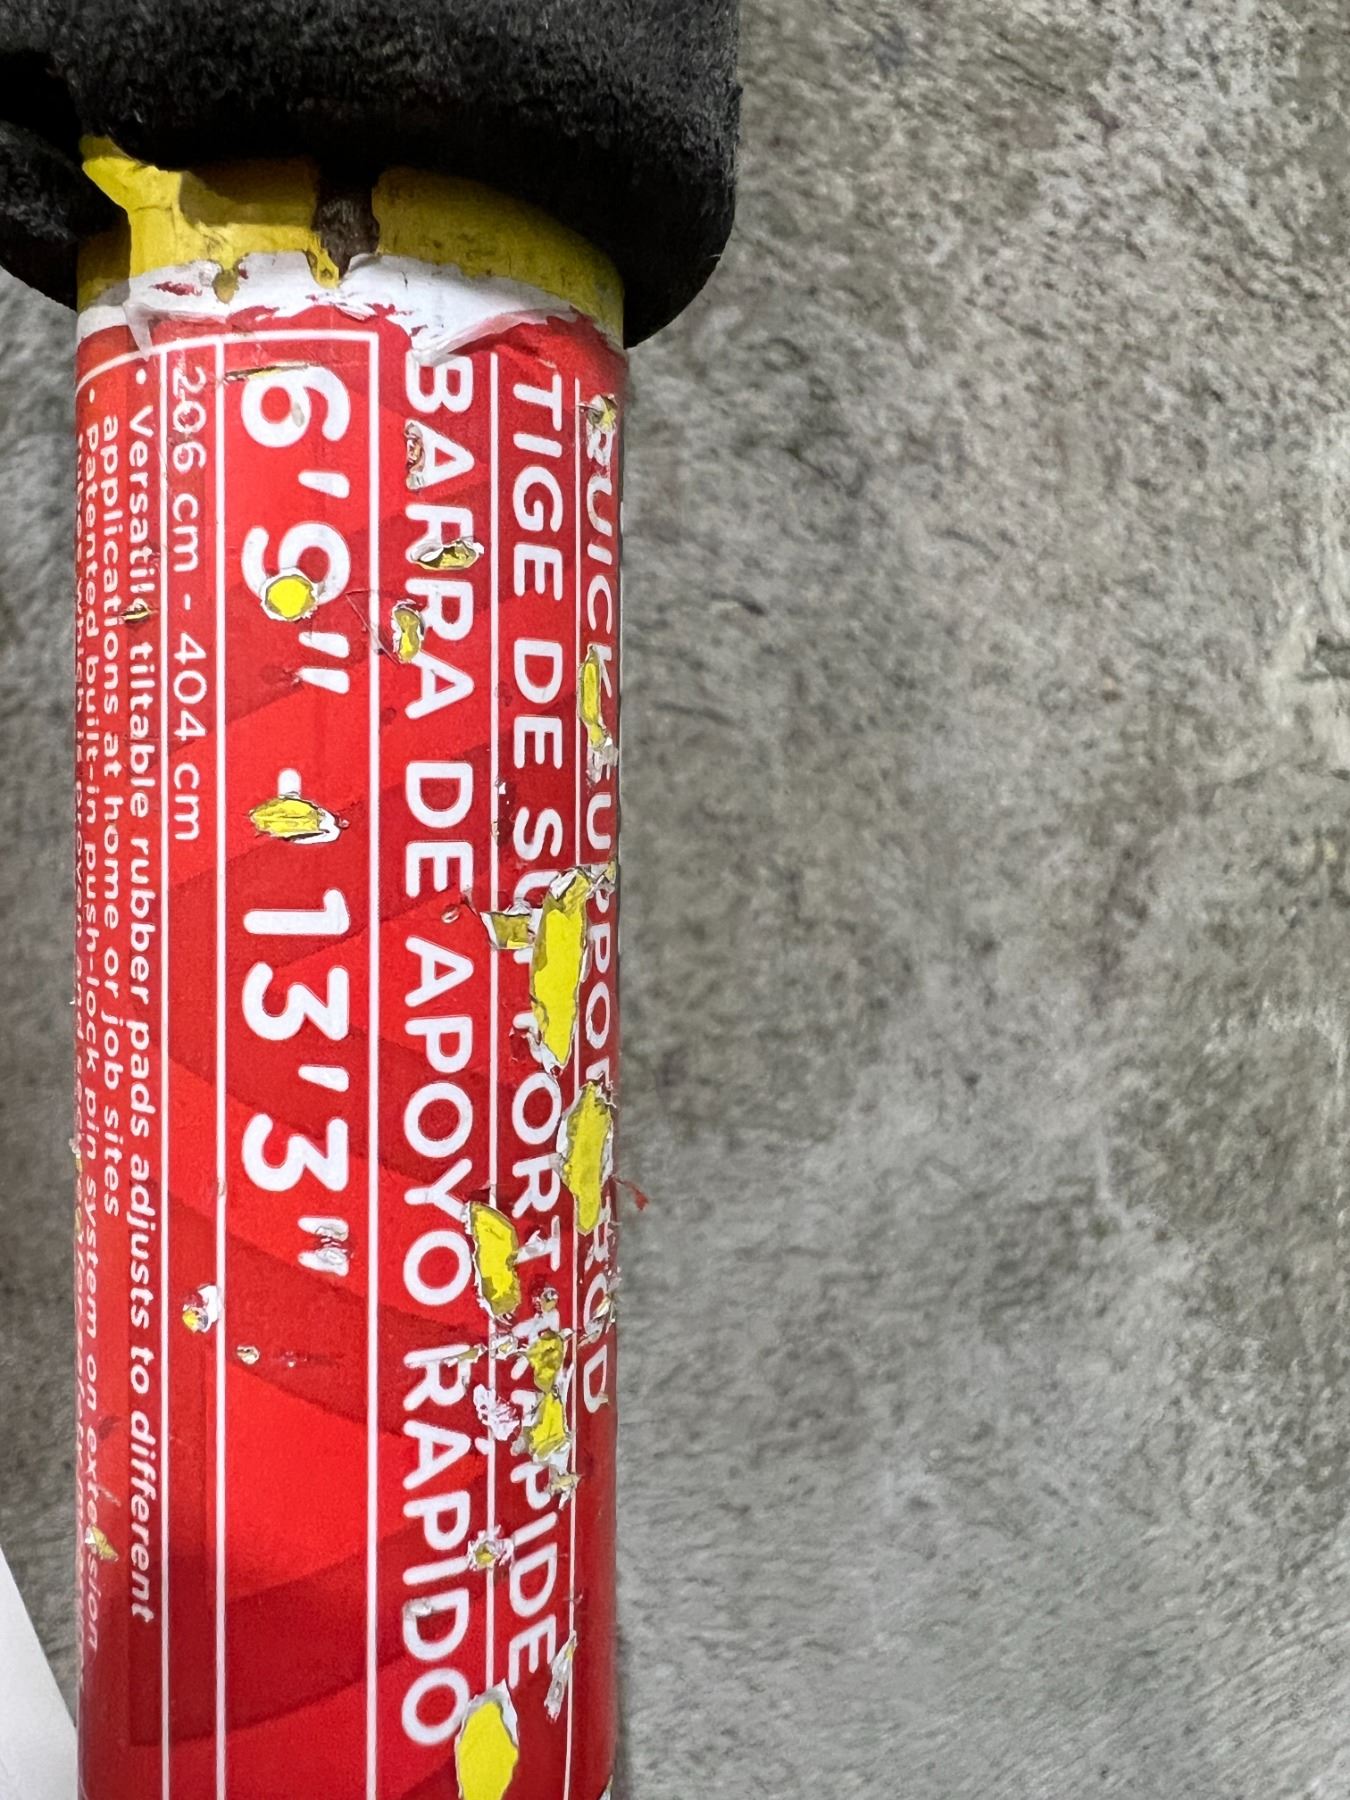 QUICK SUPPORT ROD
TIGE DE SUPPORT RAPIDE
BARRA DE APOYO RÁPIDO
6'9" - 13'3"
206 cm - 404 cm
• Versatile tiltable rubber pads adjusts to different
applications at home or job sites
• Patented built-in push-lock pin system on extension